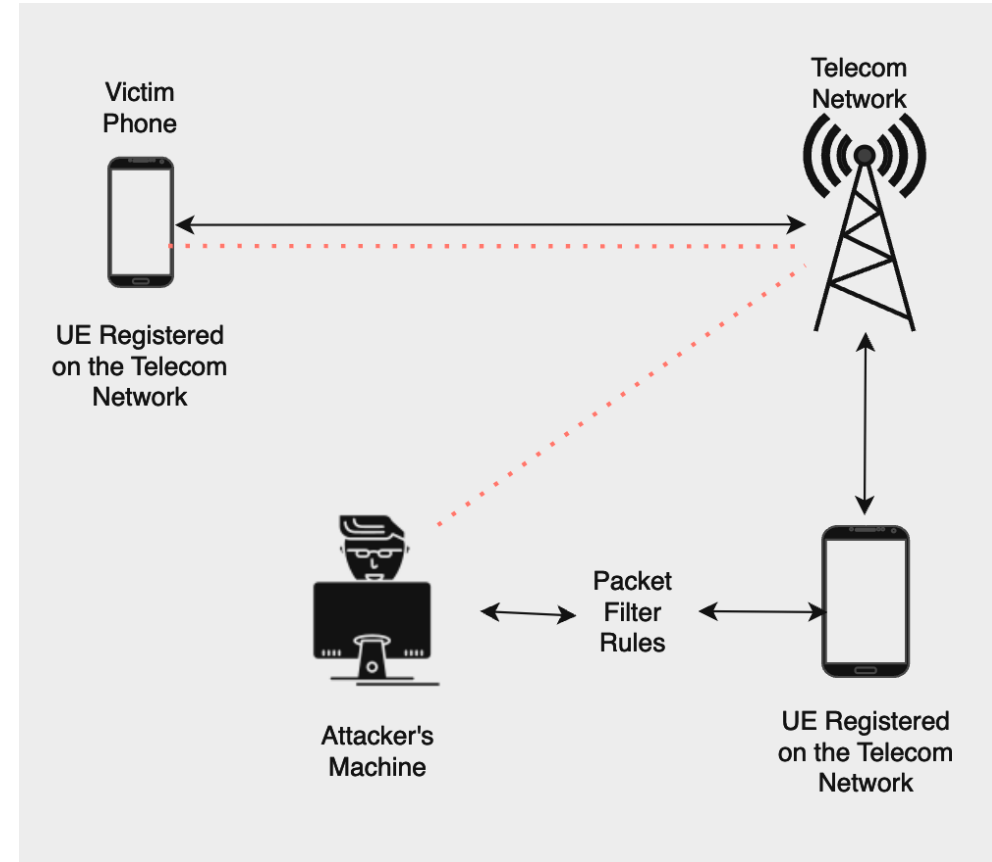 Victim
Phone
Telecom
Network
UE Registered
on the Telecom
Network
Packet
Filter
Rules
Attacker's
Machine
UE Registered
on the Telecom
Network